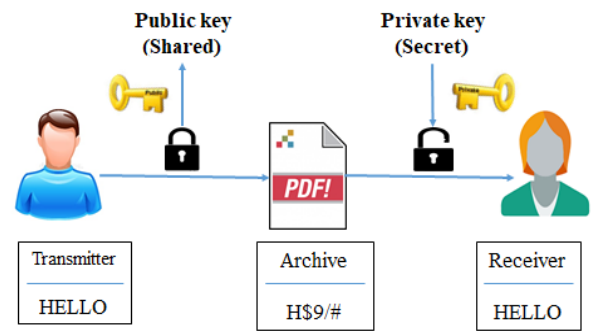 Public key
(Shared)
Private key
(Secret)
Public
Private
PDF!
Transmitter
HELLO
Archive
H$9/#
Receiver
HELLO